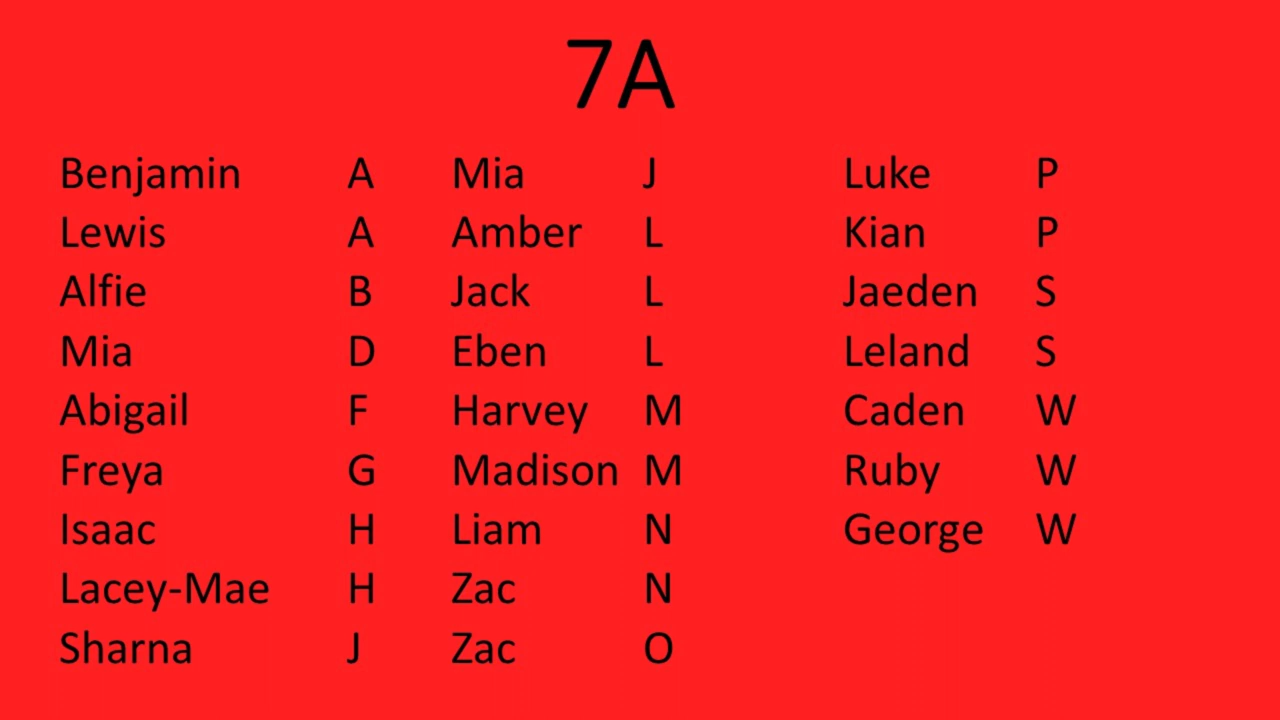 7A
Benjamin A
Lewis A
Alfie B
Mia D
Abigail F
Freya G
Isaac H
Lacey-Mae H
Sharna J
Mia J
Amber L
Jack L
Eben L
Harvey M
Madison M
Liam N
Zac N
Zac O
Luke P
Kian P
Jaeden S
Leland S
Caden W
Ruby W
George W